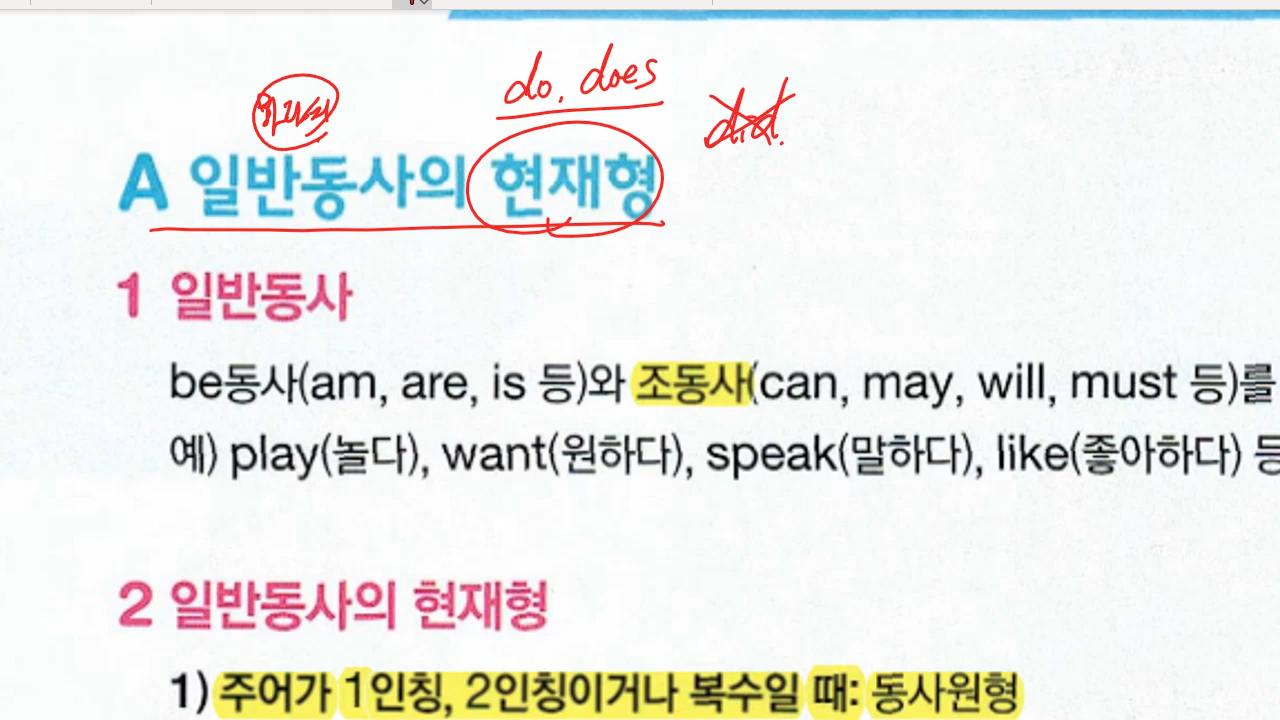 do. does
did.
A 일반동사의 현재형
1 일반동사
be동사(am, are, is 등)와 조동사(can, may, will, must 등)를
예) play(놀다), want(원하다), speak(말하다), like(좋아하다) 등
2 일반동사의 현재형
1) 주어가 1인칭, 2인칭이거나 복수일 때: 동사원형